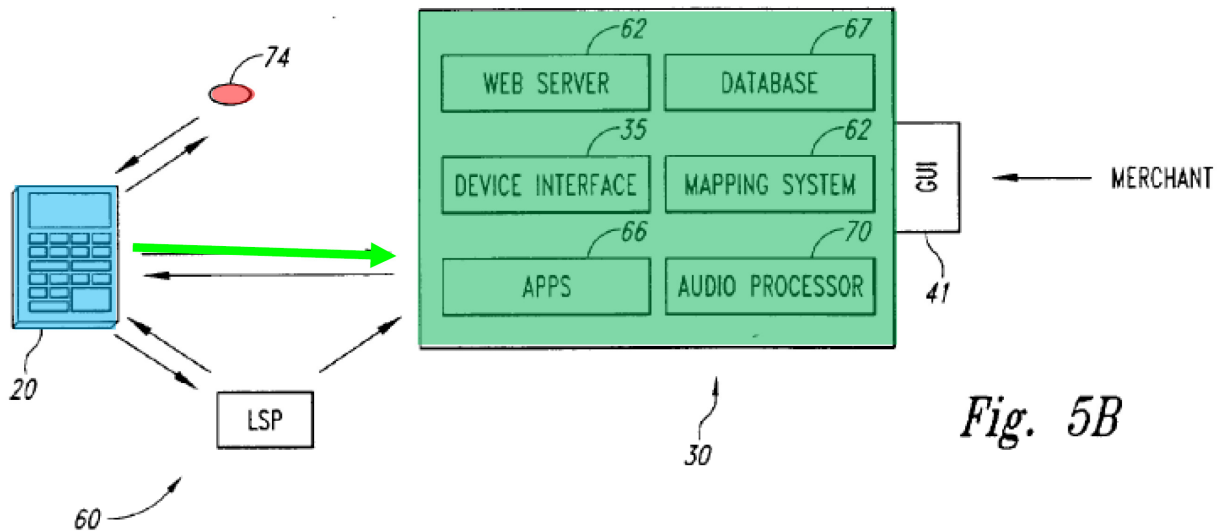 62
67
74
WEB SERVER
DATABASE
35
62
DEVICE INTERFACE
MAPPING SYSTEM
GUI
MERCHANT
66
70
APPS
AUDIO PROCESSOR
41
20
LSP
30
Fig. 5B
60